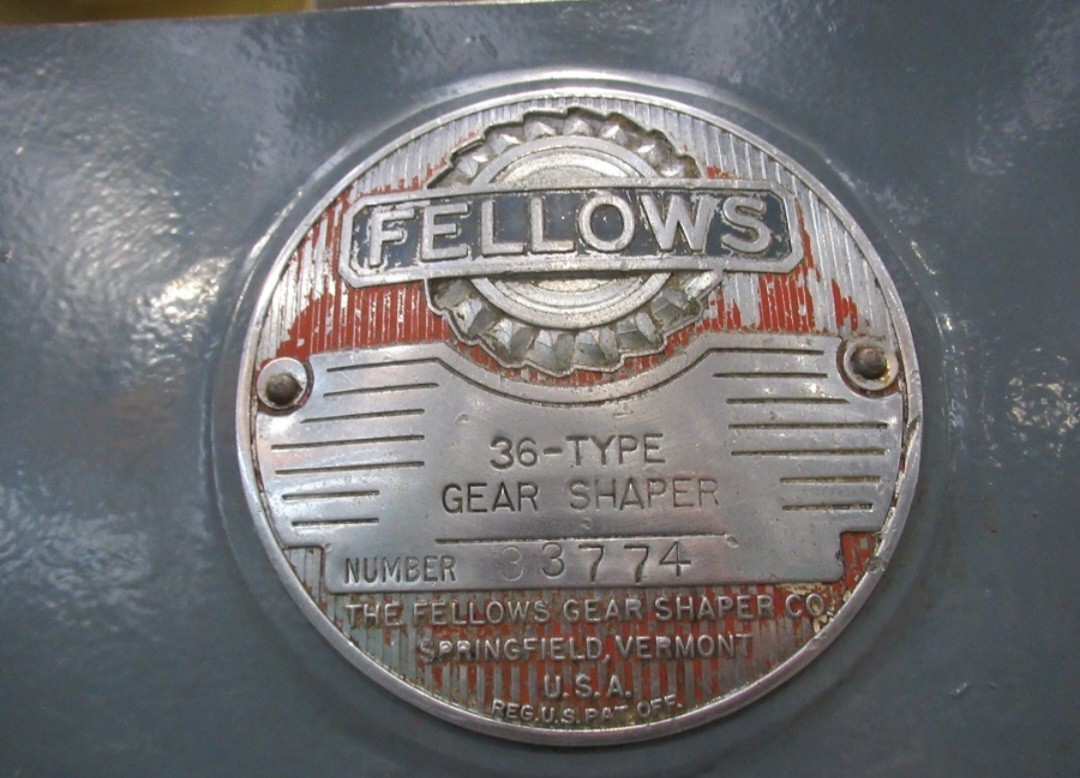 FELLOWS
36-TYPE
GEAR SHAPER
NUMBER 33774
THE FELLOWS GEAR SHAPER CO.
SPRINGFIELD, VERMONT
U.S.A.
REG. U.S. PAT. OFF.